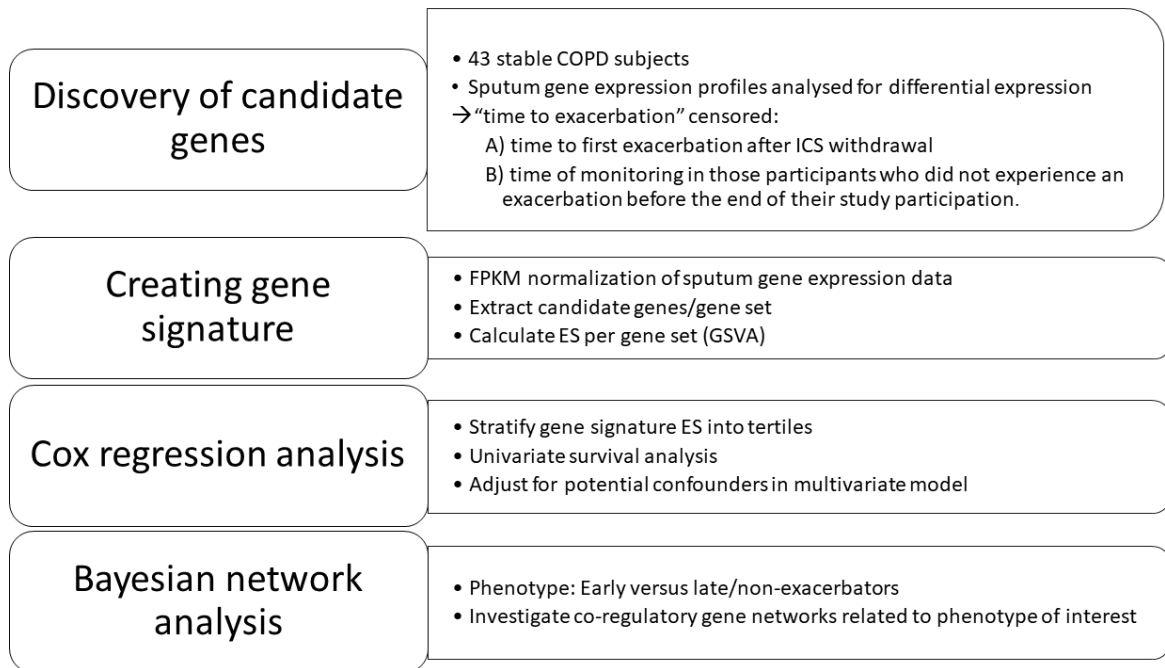 Discovery of candidate
genes
• 43 stable COPD subjects
• Sputum gene expression profiles analysed for differential expression
→ “time to exacerbation” censored:
A) time to first exacerbation after ICS withdrawal
B) time of monitoring in those participants who did not experience an
exacerbation before the end of their study participation.
Creating gene
signature
• FPKM normalization of sputum gene expression data
• Extract candidate genes/gene set
• Calculate ES per gene set (GSVA)
Cox regression analysis
• Stratify gene signature ES into tertiles
• Univariate survival analysis
• Adjust for potential confounders in multivariate model
Bayesian network
analysis
• Phenotype: Early versus late/non-exacerbators
• Investigate co-regulatory gene networks related to phenotype of interest